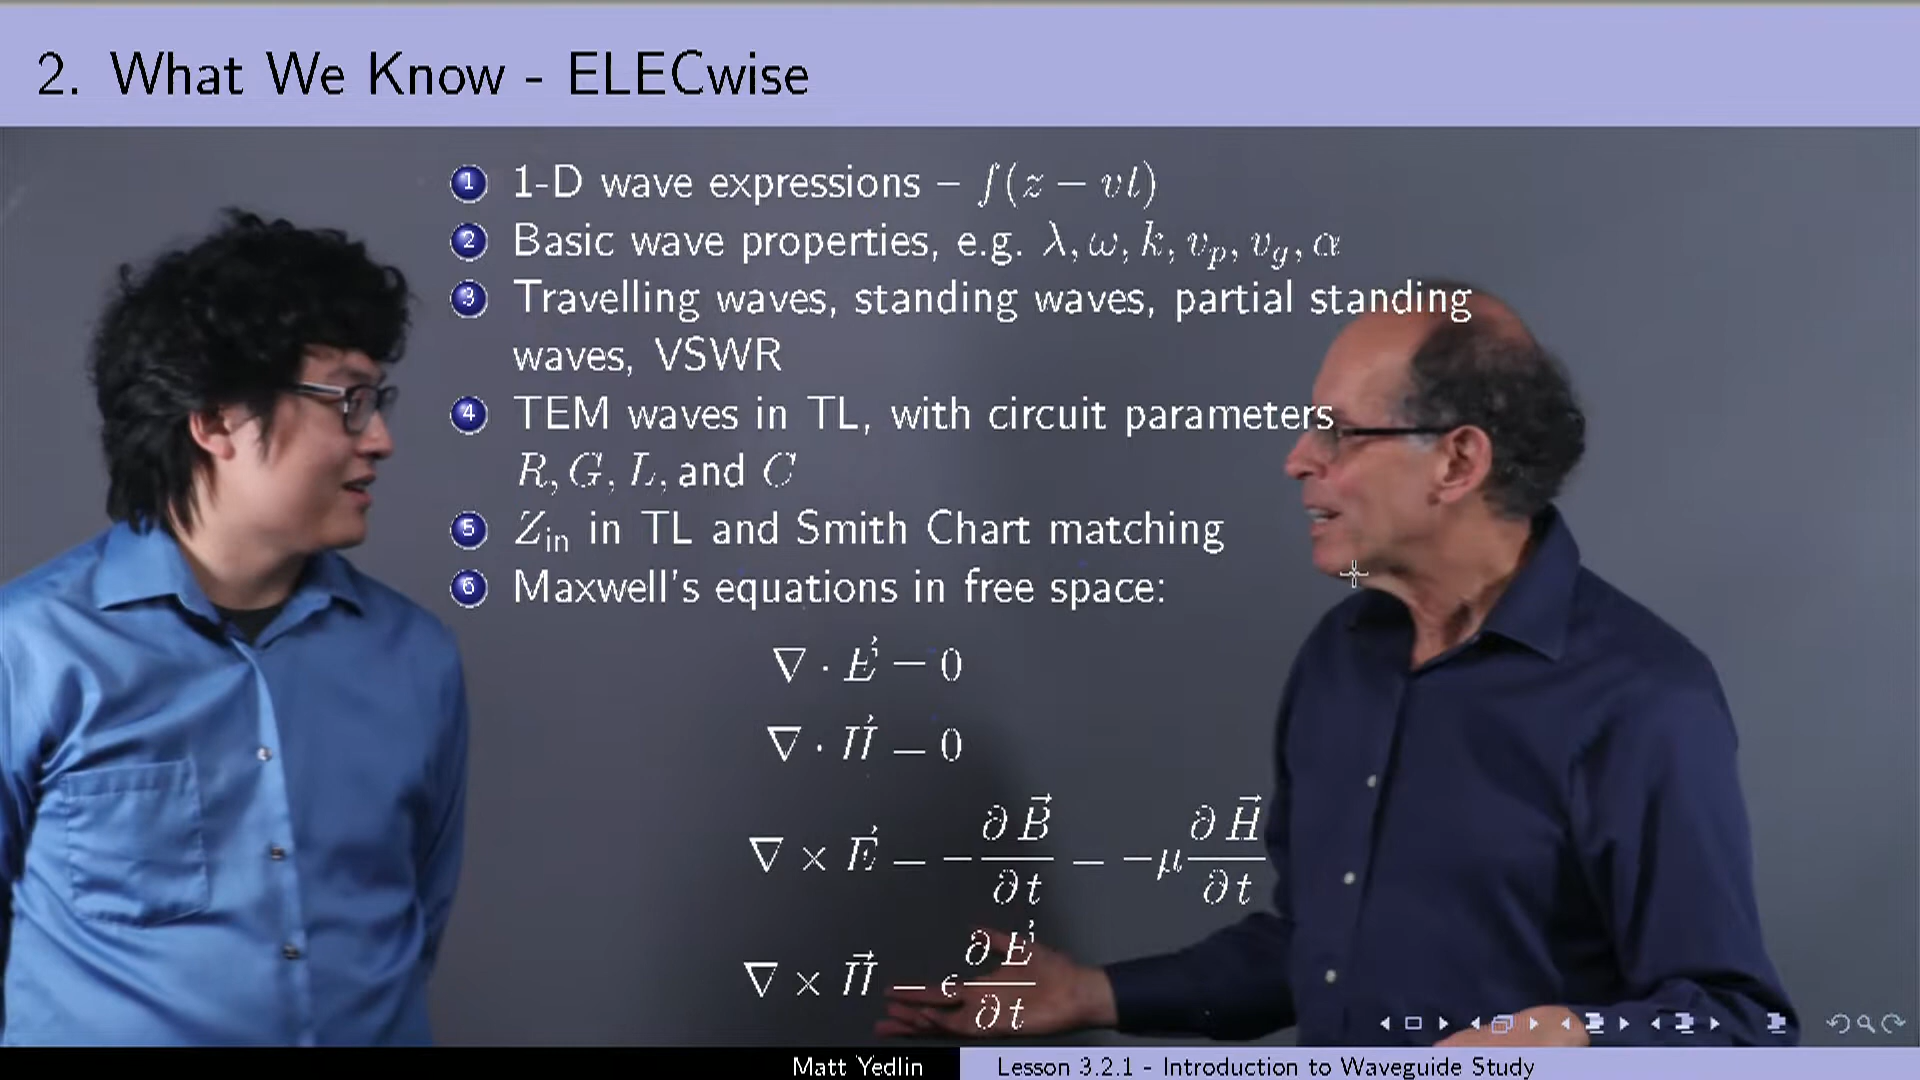 2. What We Know - ELECwise
1 1-D wave expressions – f(z − vt)
2 Basic wave properties, e.g. λ, ω, k, v_p, v_g, α
3 Travelling waves, standing waves, partial standing
waves, VSWR
4 TEM waves in TL, with circuit parameters
R, G, L, and C
5 Z_in in TL and Smith Chart matching
6 Maxwell's equations in free space:
∇ · E⃗ = 0
∇ · H⃗ = 0
∇ × E⃗ = −∂B⃗/∂t = −μ ∂H⃗/∂t
∇ × H⃗ = ϵ ∂E⃗/∂t
Matt Yedlin
Lesson 3.2.1 - Introduction to Waveguide Study